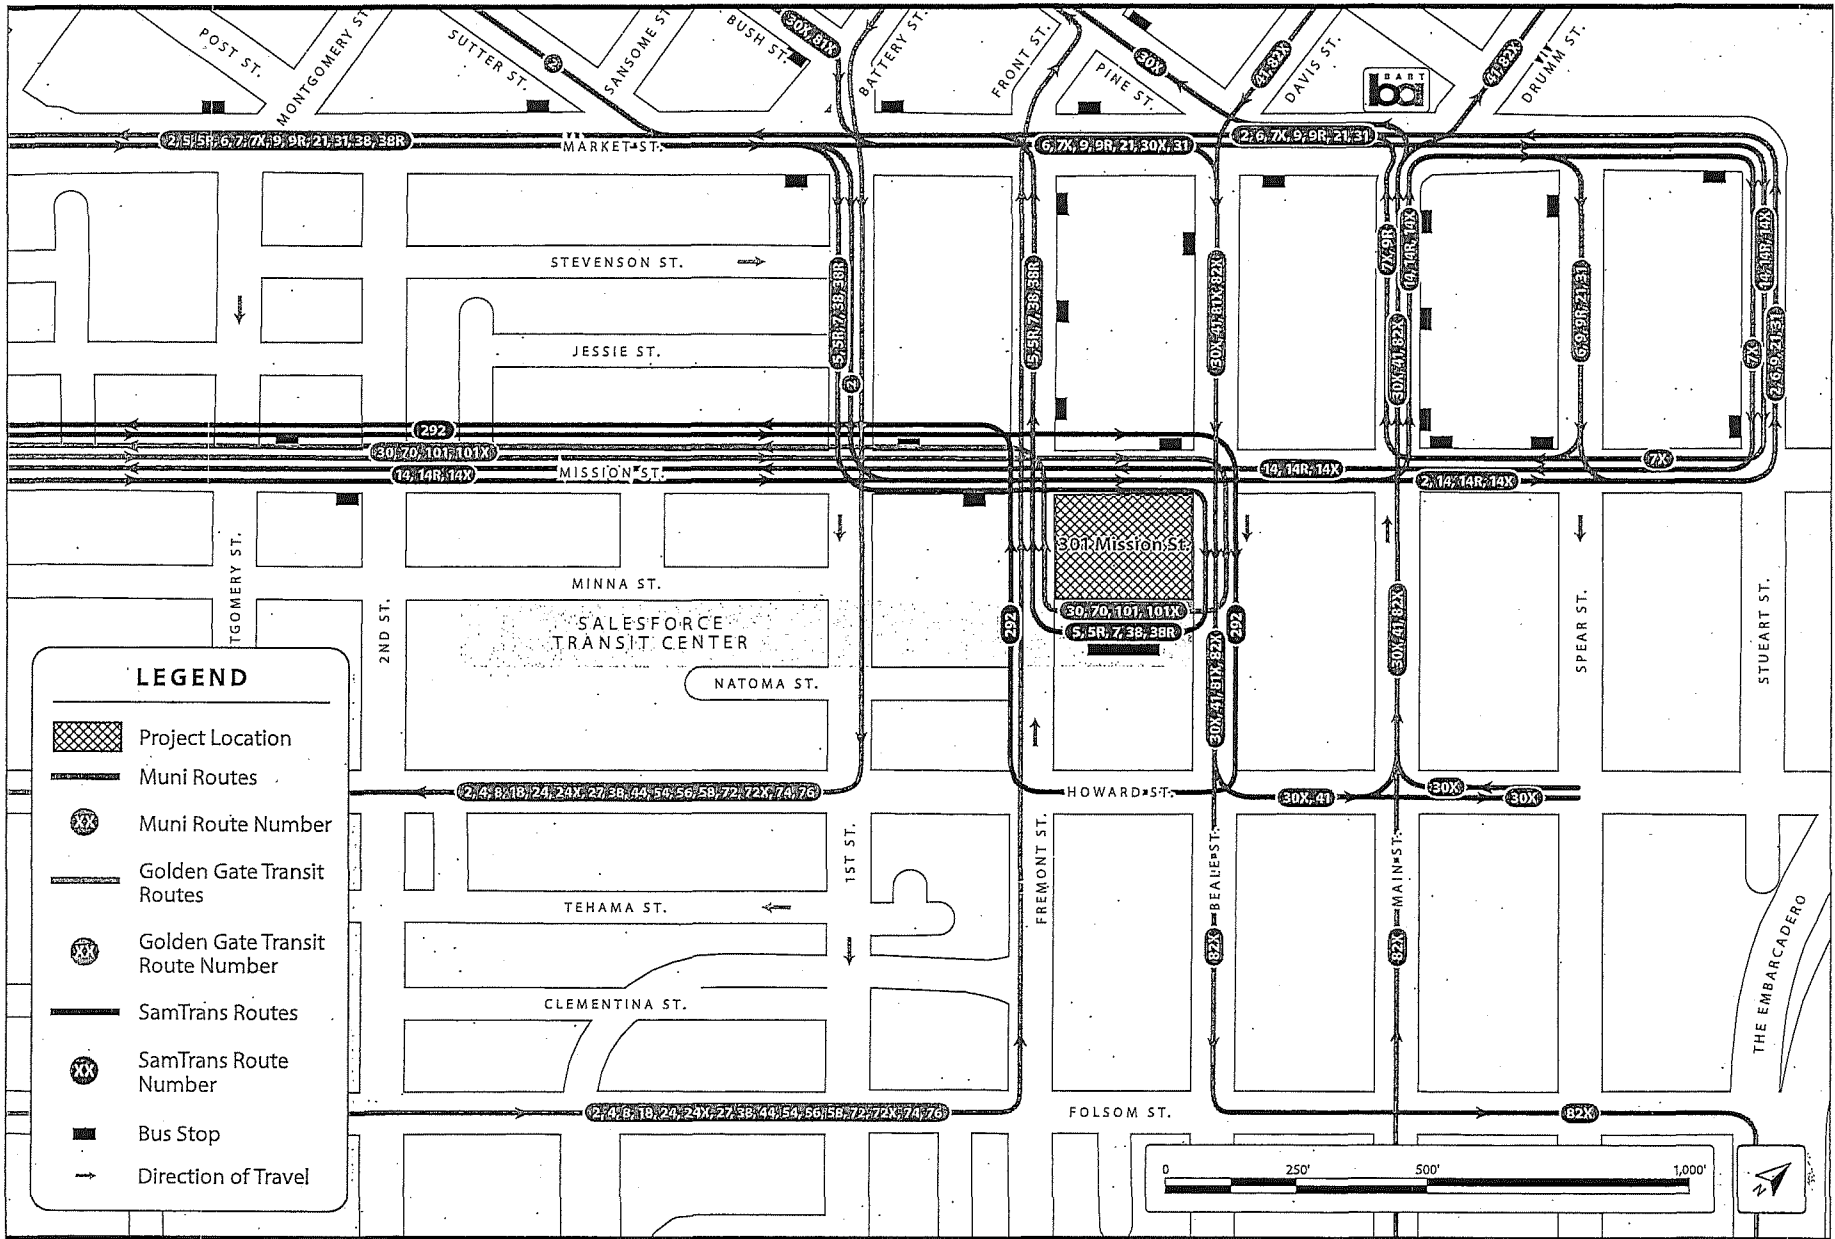 POST ST.
MONTGOMERY ST.
SUTTER ST.
2
SANSOME ST.
BUSH ST.
30X, 81X
BATTERY ST.
FRONT ST.
PINE ST.
30X
41, 82X
DAVIS ST.
BART
ba
41, 82X
DRUMM ST.
2, 5, 5R, 6, 7, 7X, 9, 9R, 21, 31, 38, 38R
MARKET ST.
6, 7X, 9, 9R, 21, 30X, 31
2, 6, 7X, 9, 9R, 21, 31
STEVENSON ST.
5, 5R, 7, 38, 38R
5, 5R, 7, 38, 38R
30X, 41, 81X, 82X
7X, 9R
14, 14R, 14X
30X, 41, 82X
6, 9, 9R, 21, 31
14, 14R, 14X
7X
2, 6, 9, 21, 31
JESSIE ST.
2
292
30, 70, 101, 101X
14, 14R, 14X
MISSION ST.
14, 14R, 14X
7X
2, 14, 14R, 14X
301 Mission St.
MINNA ST.
TGOMERY ST.
2ND ST.
SALESFORCE
TRANSIT CENTER
292
30, 70, 101, 101X
5, 5R, 7, 38, 38R
292
30X, 41, 81X, 82X
30X, 41, 82X
SPEAR ST.
STUEART ST.
NATOMA ST.
2, 4, 8, 18, 24, 24X, 27, 38, 44, 54, 56, 58, 72, 72X, 74, 76
HOWARD ST.
30X, 41
30X
30X
1ST ST.
FREMONT ST.
BEALE ST.
MAIN ST.
TEHAMA ST.
82X
82X
THE EMBARCADERO
CLEMENTINA ST.
2, 4, 8, 18, 24, 24X, 27, 38, 44, 54, 56, 58, 72, 72X, 74, 76
FOLSOM ST.
82X
LEGEND
Project Location
Muni Routes
XX
Muni Route Number
Golden Gate Transit
Routes
XX
Golden Gate Transit
Route Number
SamTrans Routes
XX
SamTrans Route
Number
Bus Stop
Direction of Travel
0 250' 500' 1,000'
N